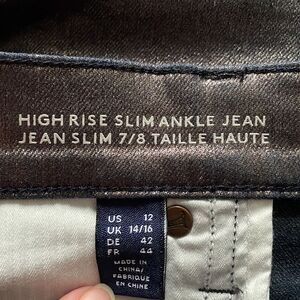 HIGH RISE SLIM ANKLE JEAN
JEAN SLIM 7/8 TAILLE HAUTE
US 12
UK 14/16
DE 42
FR 44
MADE IN
CHINA/
FABRIQUÉ
EN CHINE